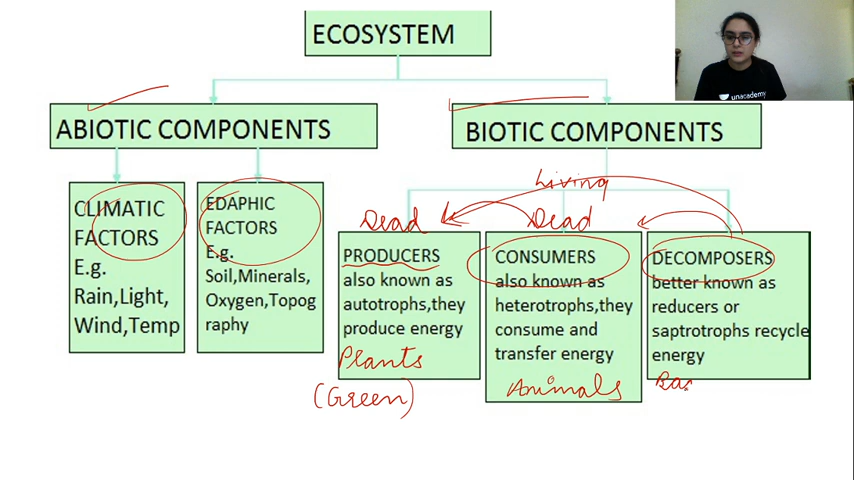 ECOSYSTEM
unacademy
ABIOTIC COMPONENTS
BIOTIC COMPONENTS
Living
CLIMATIC
FACTORS
E.g.
Rain,Light,
Wind,Temp
EDAPHIC
FACTORS
E.g.
Soil,Minerals,
Oxygen,Topog
raphy
Dead
PRODUCERS
also known as
autotrophs,they
produce energy
Plants
(Green)
Dead
CONSUMERS
also known as
heterotrophs,they
consume and
transfer energy
Animals
DECOMPOSERS
better known as
reducers or
saptrotrophs recycle
energy
Bac